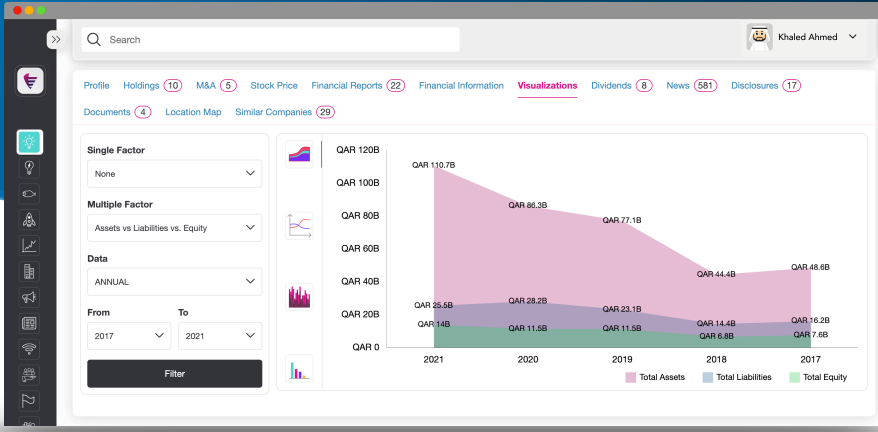 Search
Khaled Ahmed
Profile Holdings 10 M&A 5 Stock Price Financial Reports 22 Financial Information Visualizations Dividends 8 News 581 Disclosures 17
Documents 4 Location Map Similar Companies 29
Single Factor
None
Multiple Factor
Assets vs Liabilities vs. Equity
Data
ANNUAL
From To
2017 2021
Filter
QAR 120B
QAR 100B
QAR 80B
QAR 60B
QAR 40B
QAR 20B
QAR 0
QAR 110.7B
QAR 86.3B
QAR 77.1B
QAR 44.4B
QAR 48.6B
QAR 25.5B
QAR 28.2B
QAR 23.1B
QAR 14.4B
QAR 16.2B
QAR 14B
QAR 11.5B
QAR 11.5B
QAR 6.8B
QAR 7.6B
2021 2020 2019 2018 2017
Total Assets Total Liabilities Total Equity